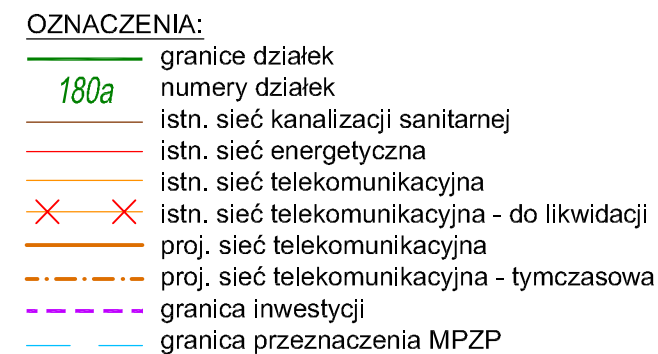 OZNACZENIA:
granice działek
180a numery działek
istn. sieć kanalizacji sanitarnej
istn. sieć energetyczna
istn. sieć telekomunikacyjna
istn. sieć telekomunikacyjna - do likwidacji
proj. sieć telekomunikacyjna
proj. sieć telekomunikacyjna - tymczasowa
granica inwestycji
granica przeznaczenia MPZP